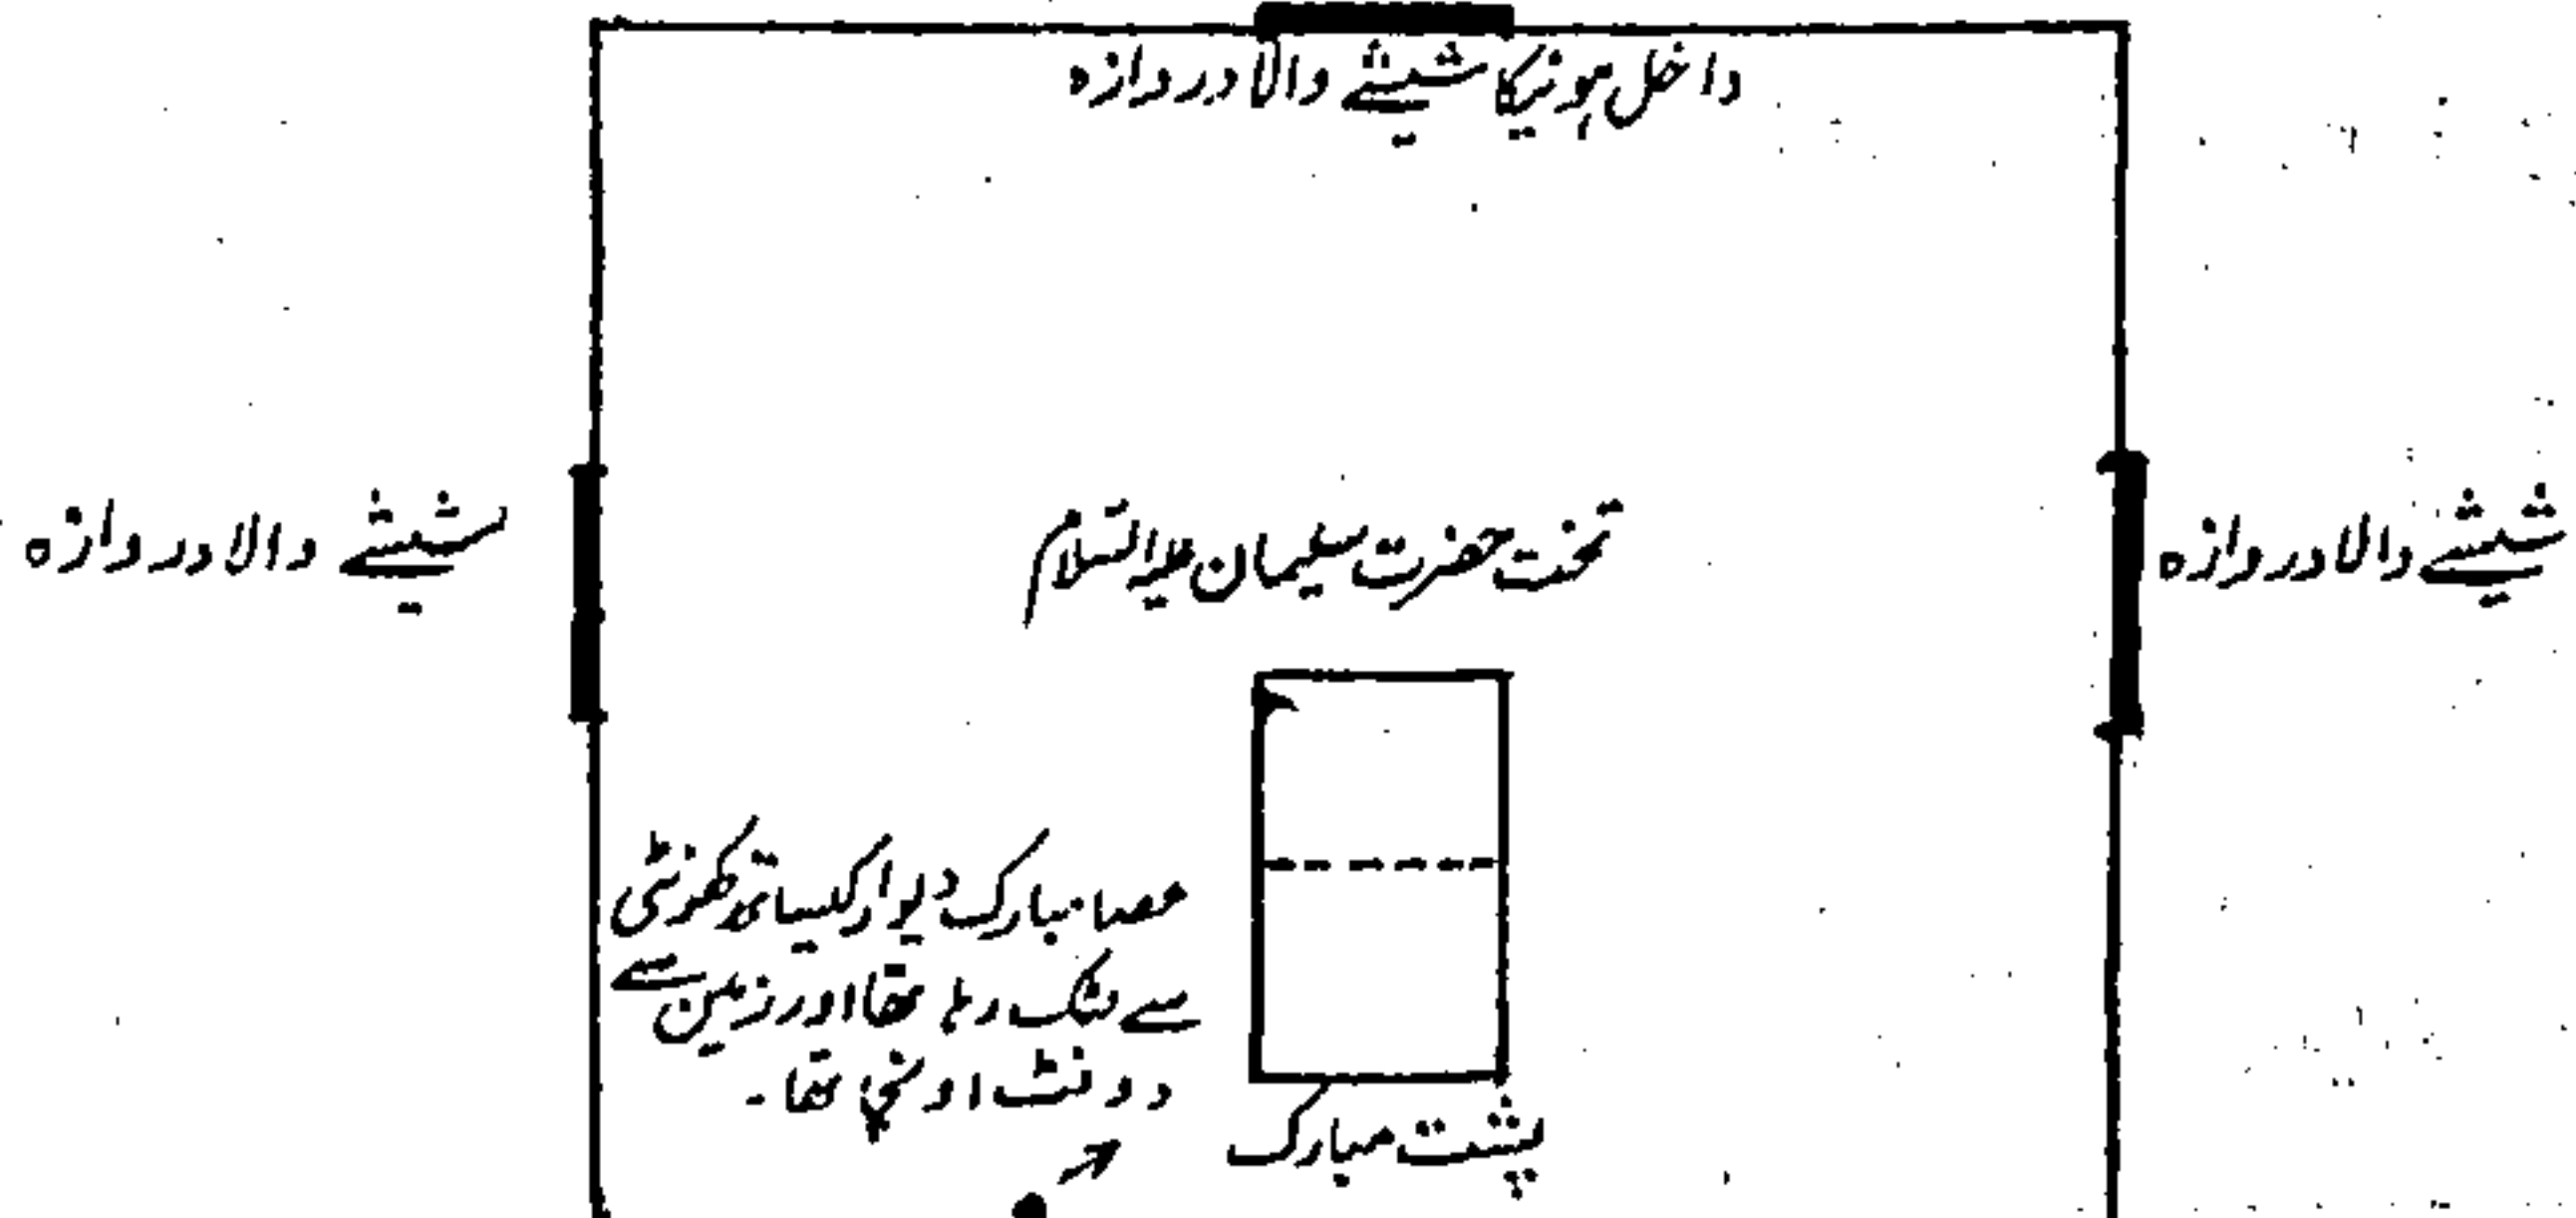 داخل ہونیکا شیشے والا دروازہ
شیشے والا دروازہ
تخت حضرت سلیمان علیہ السلام
شیشے والا دروازہ
عصا مبارک دیوار کیساتھ کھونٹی
سے لٹک رہا تھا اور زمین سے
دو فٹ اونچا تھا۔
پشت مبارک